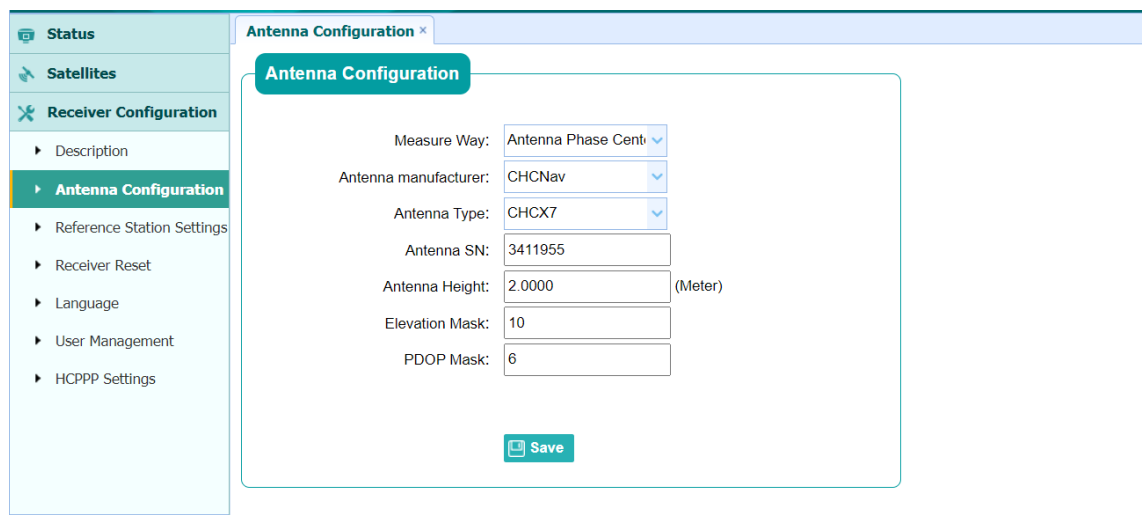 Status
Satellites
Receiver Configuration
Description
Antenna Configuration
Reference Station Settings
Receiver Reset
Language
User Management
HCPPP Settings
Antenna Configuration ×
Antenna Configuration
Measure Way: Antenna Phase Cent
Antenna manufacturer: CHCNav
Antenna Type: CHCX7
Antenna SN: 3411955
Antenna Height: 2.0000 (Meter)
Elevation Mask: 10
PDOP Mask: 6
Save